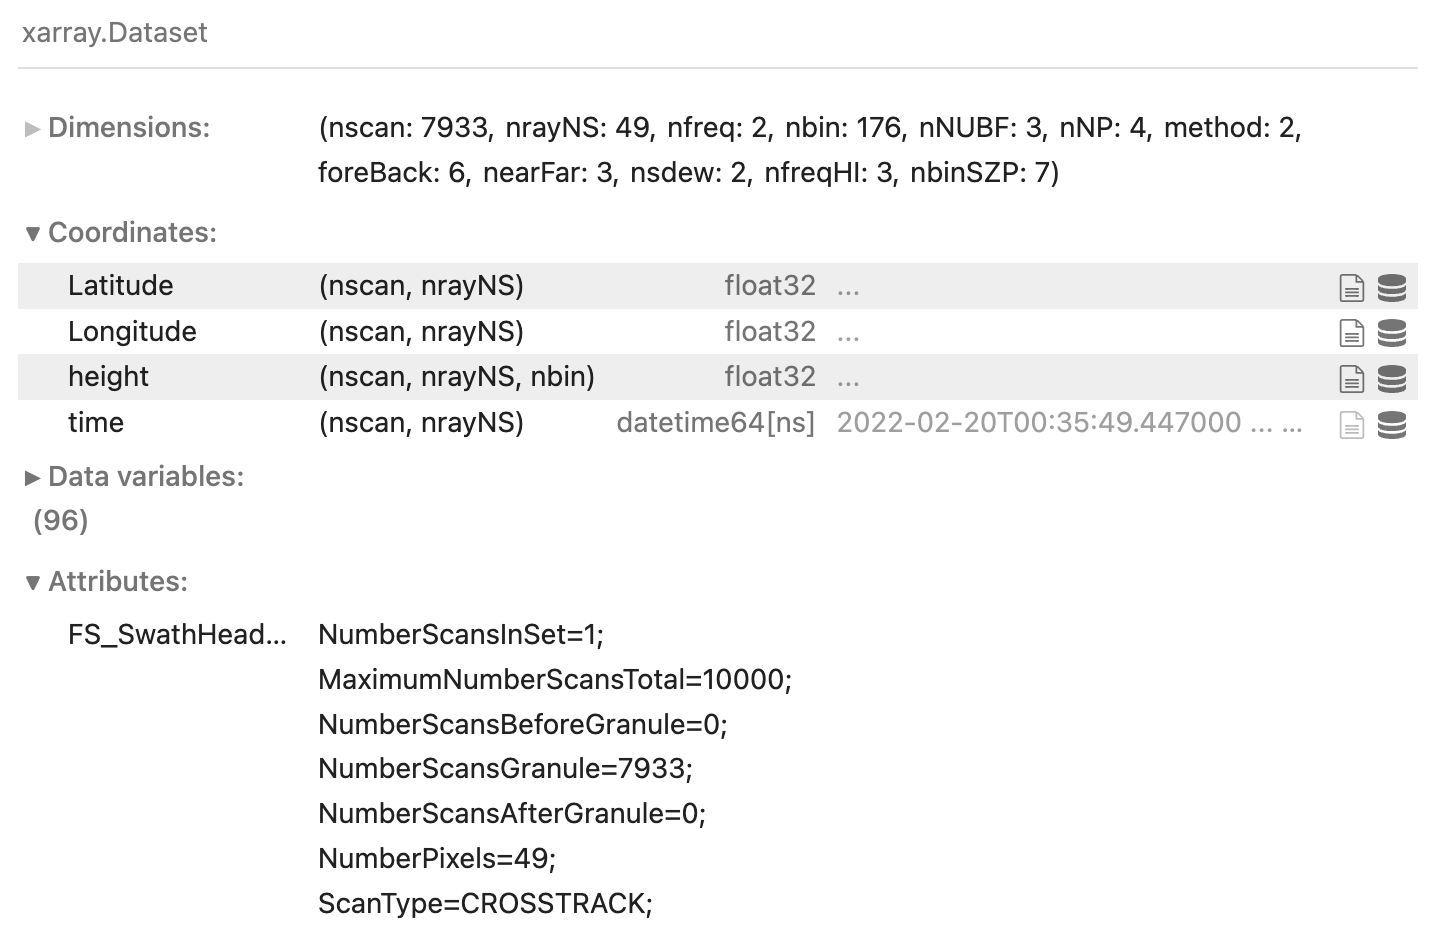 xarray.Dataset
▸ Dimensions: (nscan: 7933, nrayNS: 49, nfreq: 2, nbin: 176, nNUBF: 3, nNP: 4, method: 2,
foreBack: 6, nearFar: 3, nsdew: 2, nfreqHI: 3, nbinSZP: 7)
▾ Coordinates:
Latitude (nscan, nrayNS) float32 ...
Longitude (nscan, nrayNS) float32 ...
height (nscan, nrayNS, nbin) float32 ...
time (nscan, nrayNS) datetime64[ns] 2022-02-20T00:35:49.447000 ... ...
▸ Data variables:
(96)
▾ Attributes:
FS_SwathHead... NumberScansInSet=1;
MaximumNumberScansTotal=10000;
NumberScansBeforeGranule=0;
NumberScansGranule=7933;
NumberScansAfterGranule=0;
NumberPixels=49;
ScanType=CROSSTRACK;